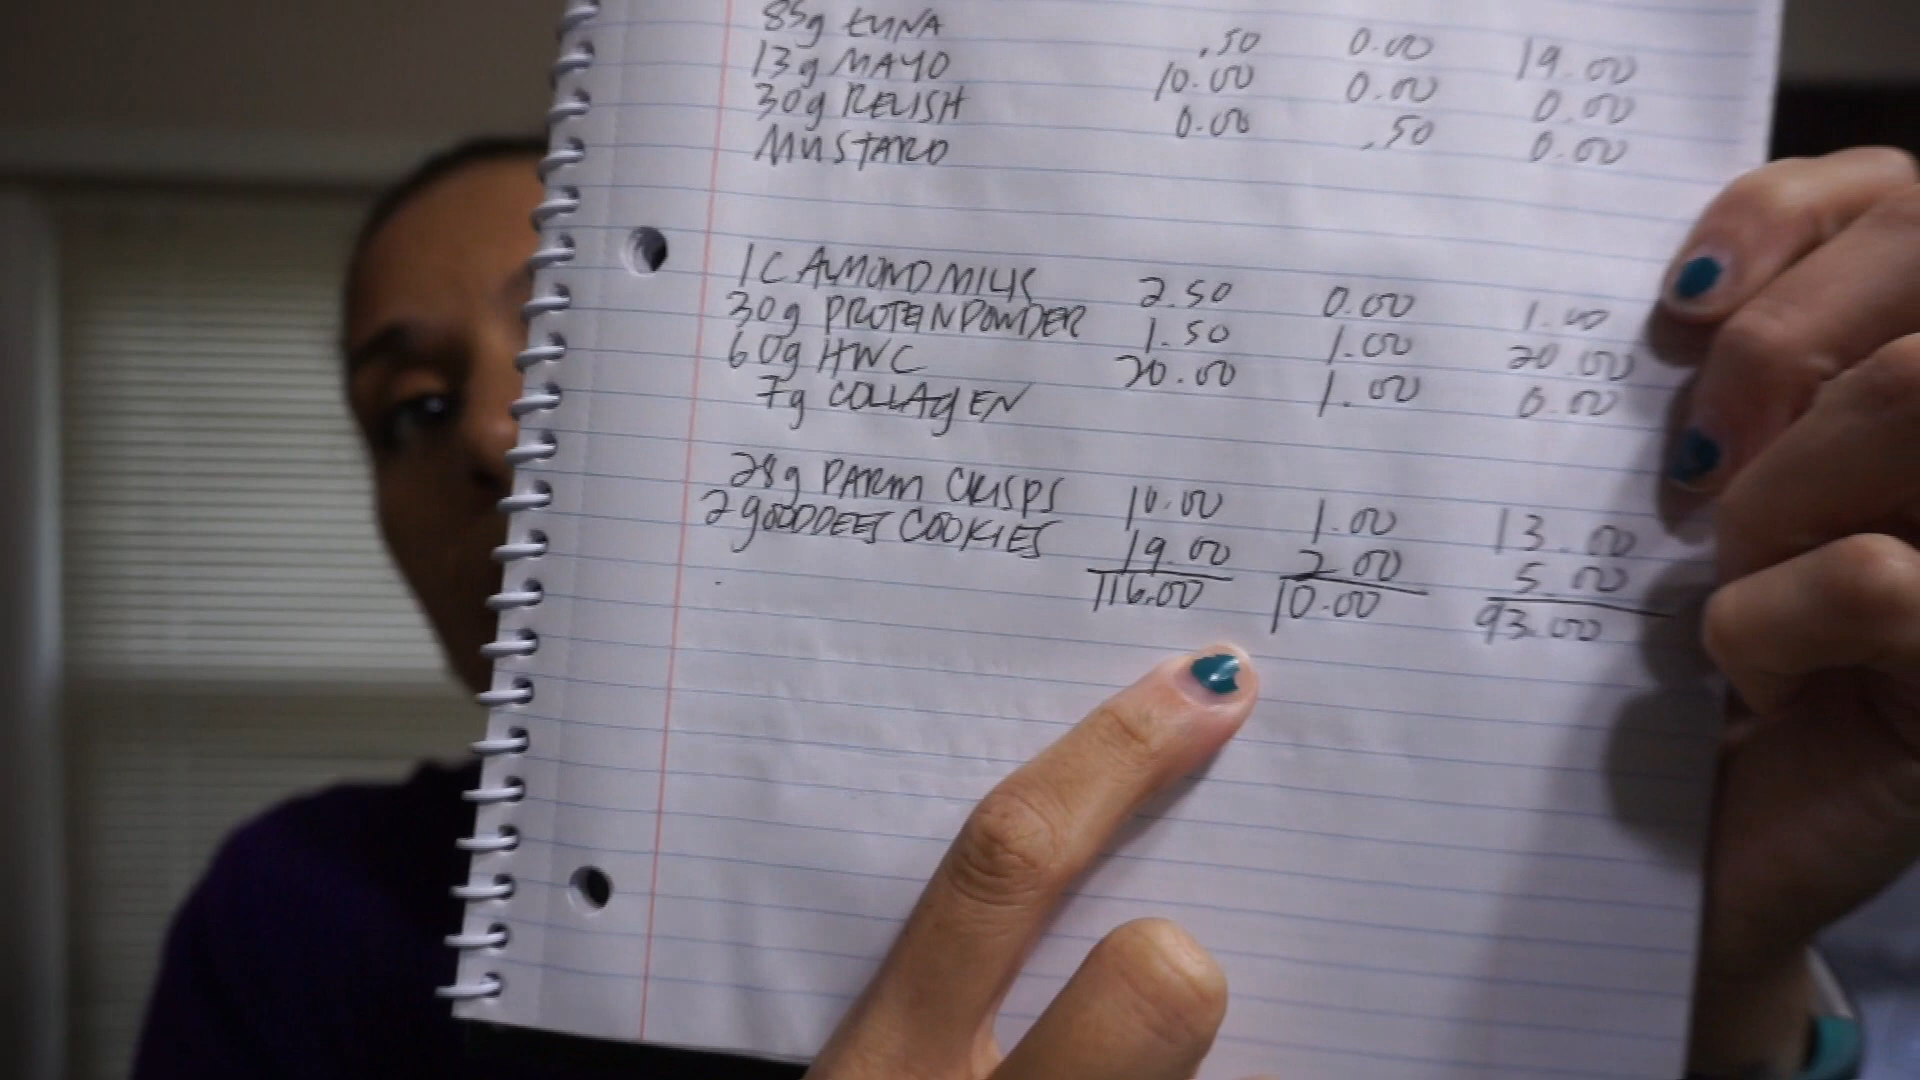 85g TUNA .50 0.00 19.00
13g MAYO 10.00 0.00 0.00
30g RELISH 0.00 .50 0.00
MUSTARD
1C ALMOND MILK 2.50 0.00 1.00
30g PROTEIN POWDER 1.50 1.00 20.00
60g HWC 20.00 1.00 0.00
7g COLLAGEN
28g PARM CRISPS 10.00 1.00 13.00
2 GOODDEES COOKIES 19.00 2.00 5.00
116.00 10.00 93.00